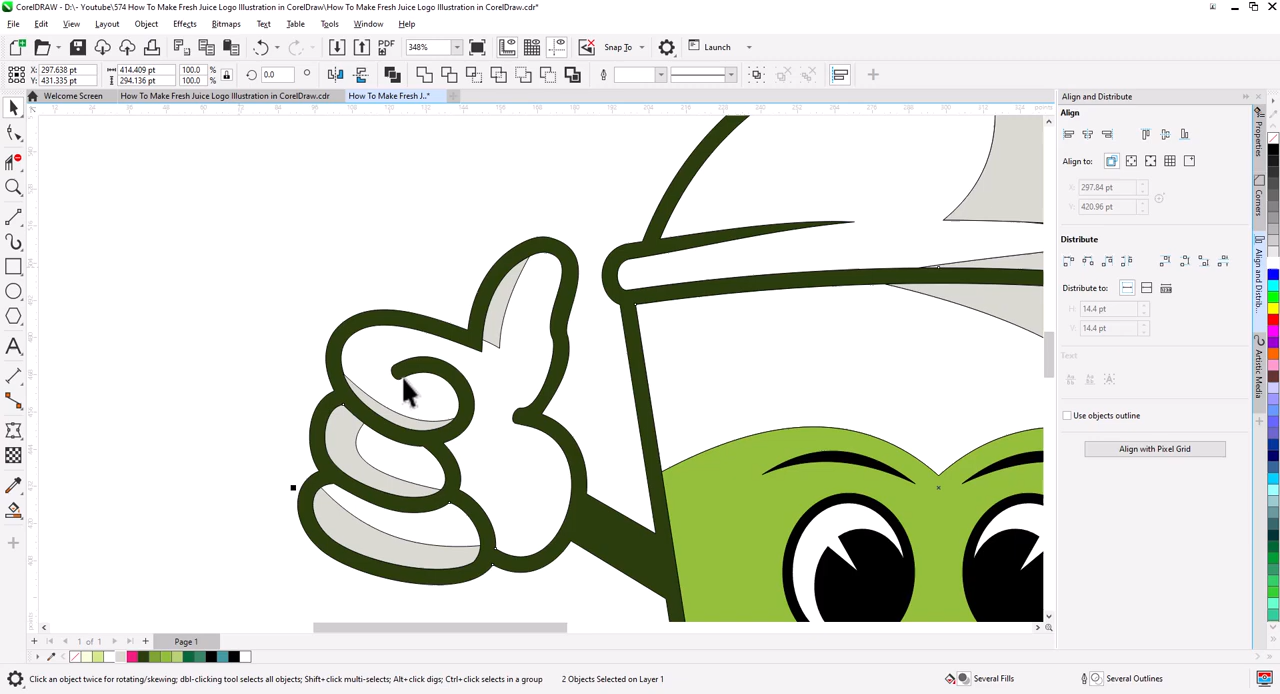 CorelDRAW - D:\- Youtube\574 How To Make Fresh Juice Logo Illustration in CorelDraw\How To Make Fresh Juice Logo Illustration in CorelDraw.cdr*
File Edit View Layout Object Effects Bitmaps Text Table Tools Window Help
348% PDF Snap To Launch
X: 297.638 pt 414.409 pt 100.0 % 0.0
Y: 431.335 pt 294.136 pt 100.0 %
Welcome Screen How To Make Fresh Juice Logo Illustration in CorelDraw.cdr How To Make Fresh J..*
Align and Distribute
Align
Align to:
X: 297.84 pt
Y: 420.96 pt
Distribute
Distribute to:
H: 14.4 pt
V: 14.4 pt
Text
Use objects outline
Align with Pixel Grid
Properties
Corners
Align and Distrib...
Artistic Media
1 of 1 Page 1
Click an object twice for rotating/skewing; dbl-clicking tool selects all objects; Shift+click multi-selects; Alt+click digs; Ctrl+click selects in a group 2 Objects Selected on Layer 1 Several Fills Several Outlines